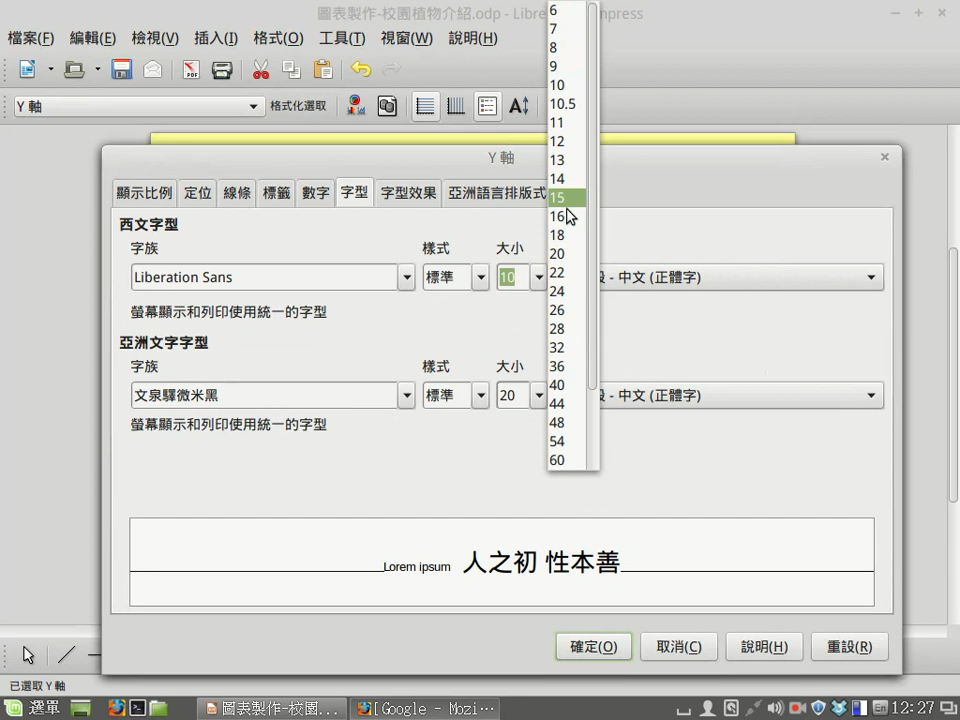 圖表製作-校園植物介紹.odp - Libre
press
檔案(F) 編輯(E) 檢視(V) 插入(I) 格式(O) 工具(T) 視窗(W) 說明(H)
Y 軸 格式化選取
Y 軸
顯示比例 定位 線條 標籤 數字 字型 字型效果 亞洲語言排版式
西文字型
字族 樣式 大小
Liberation Sans 標準 10 - 中文 (正體字)
螢幕顯示和列印使用統一的字型
亞洲文字字型
字族 樣式 大小
文泉驛微米黑 標準 20 - 中文 (正體字)
螢幕顯示和列印使用統一的字型
6
7
8
9
10
10.5
11
12
13
14
15
16
18
20
22
24
26
28
32
36
40
44
48
54
60
Lorem ipsum 人之初 性本善
確定(O) 取消(C) 說明(H) 重設(R)
已選取 Y 軸
選單 圖表製作-校園... [Google - Mozi... En 12:27